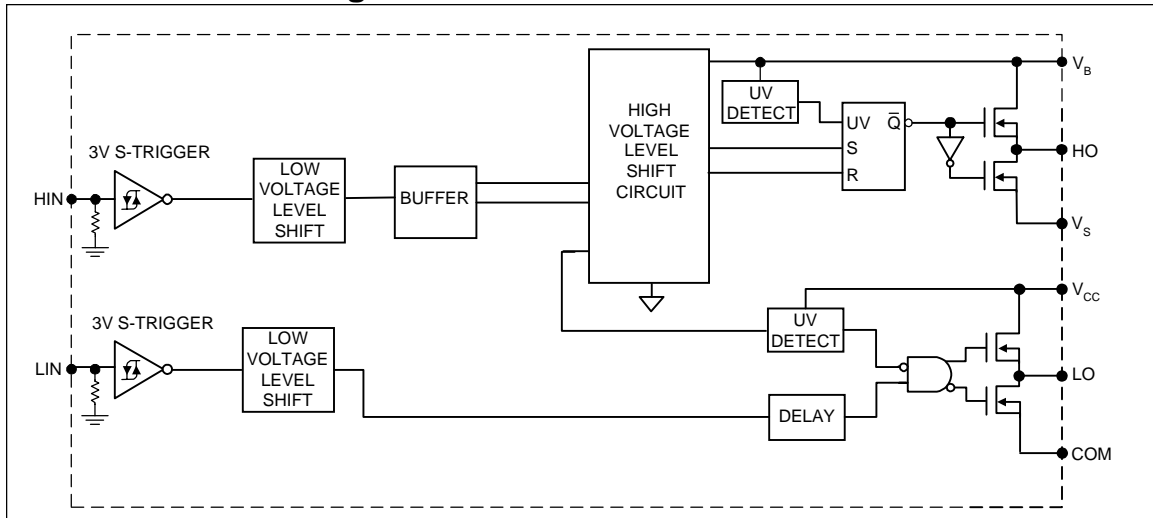 g
V_B
UV
DETECT
HIGH
VOLTAGE
LEVEL
SHIFT
CIRCUIT
UV Q̅
S
R
HO
V_S
3V S-TRIGGER
LOW
VOLTAGE
LEVEL
SHIFT
BUFFER
HIN
V_CC
UV
DETECT
3V S-TRIGGER
LOW
VOLTAGE
LEVEL
SHIFT
LIN
LO
DELAY
COM